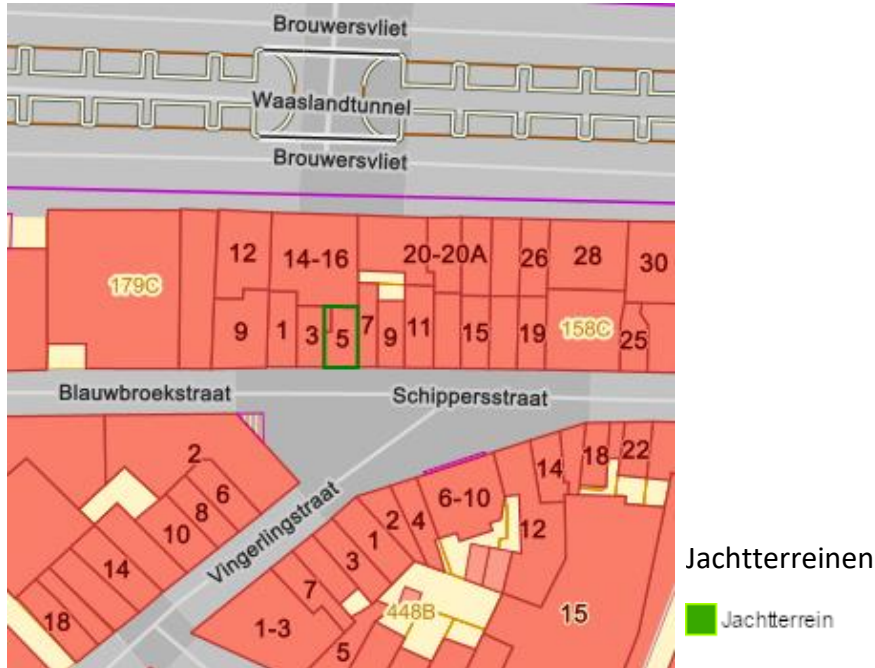 Brouwersvliet
Waaslandtunnel
Brouwersvliet
12 14-16 20-20A 26 28 30
179C
9 1 3 5 7 9 11 15 19 158C 25
Blauwbroekstraat Schippersstraat
2 14 18 22
6 8 10 14 18
Vingerlingstraat
6-10 12
4 2 1 3 7
1-3 5 448B 15
Jachtterreinen
Jachtterrein